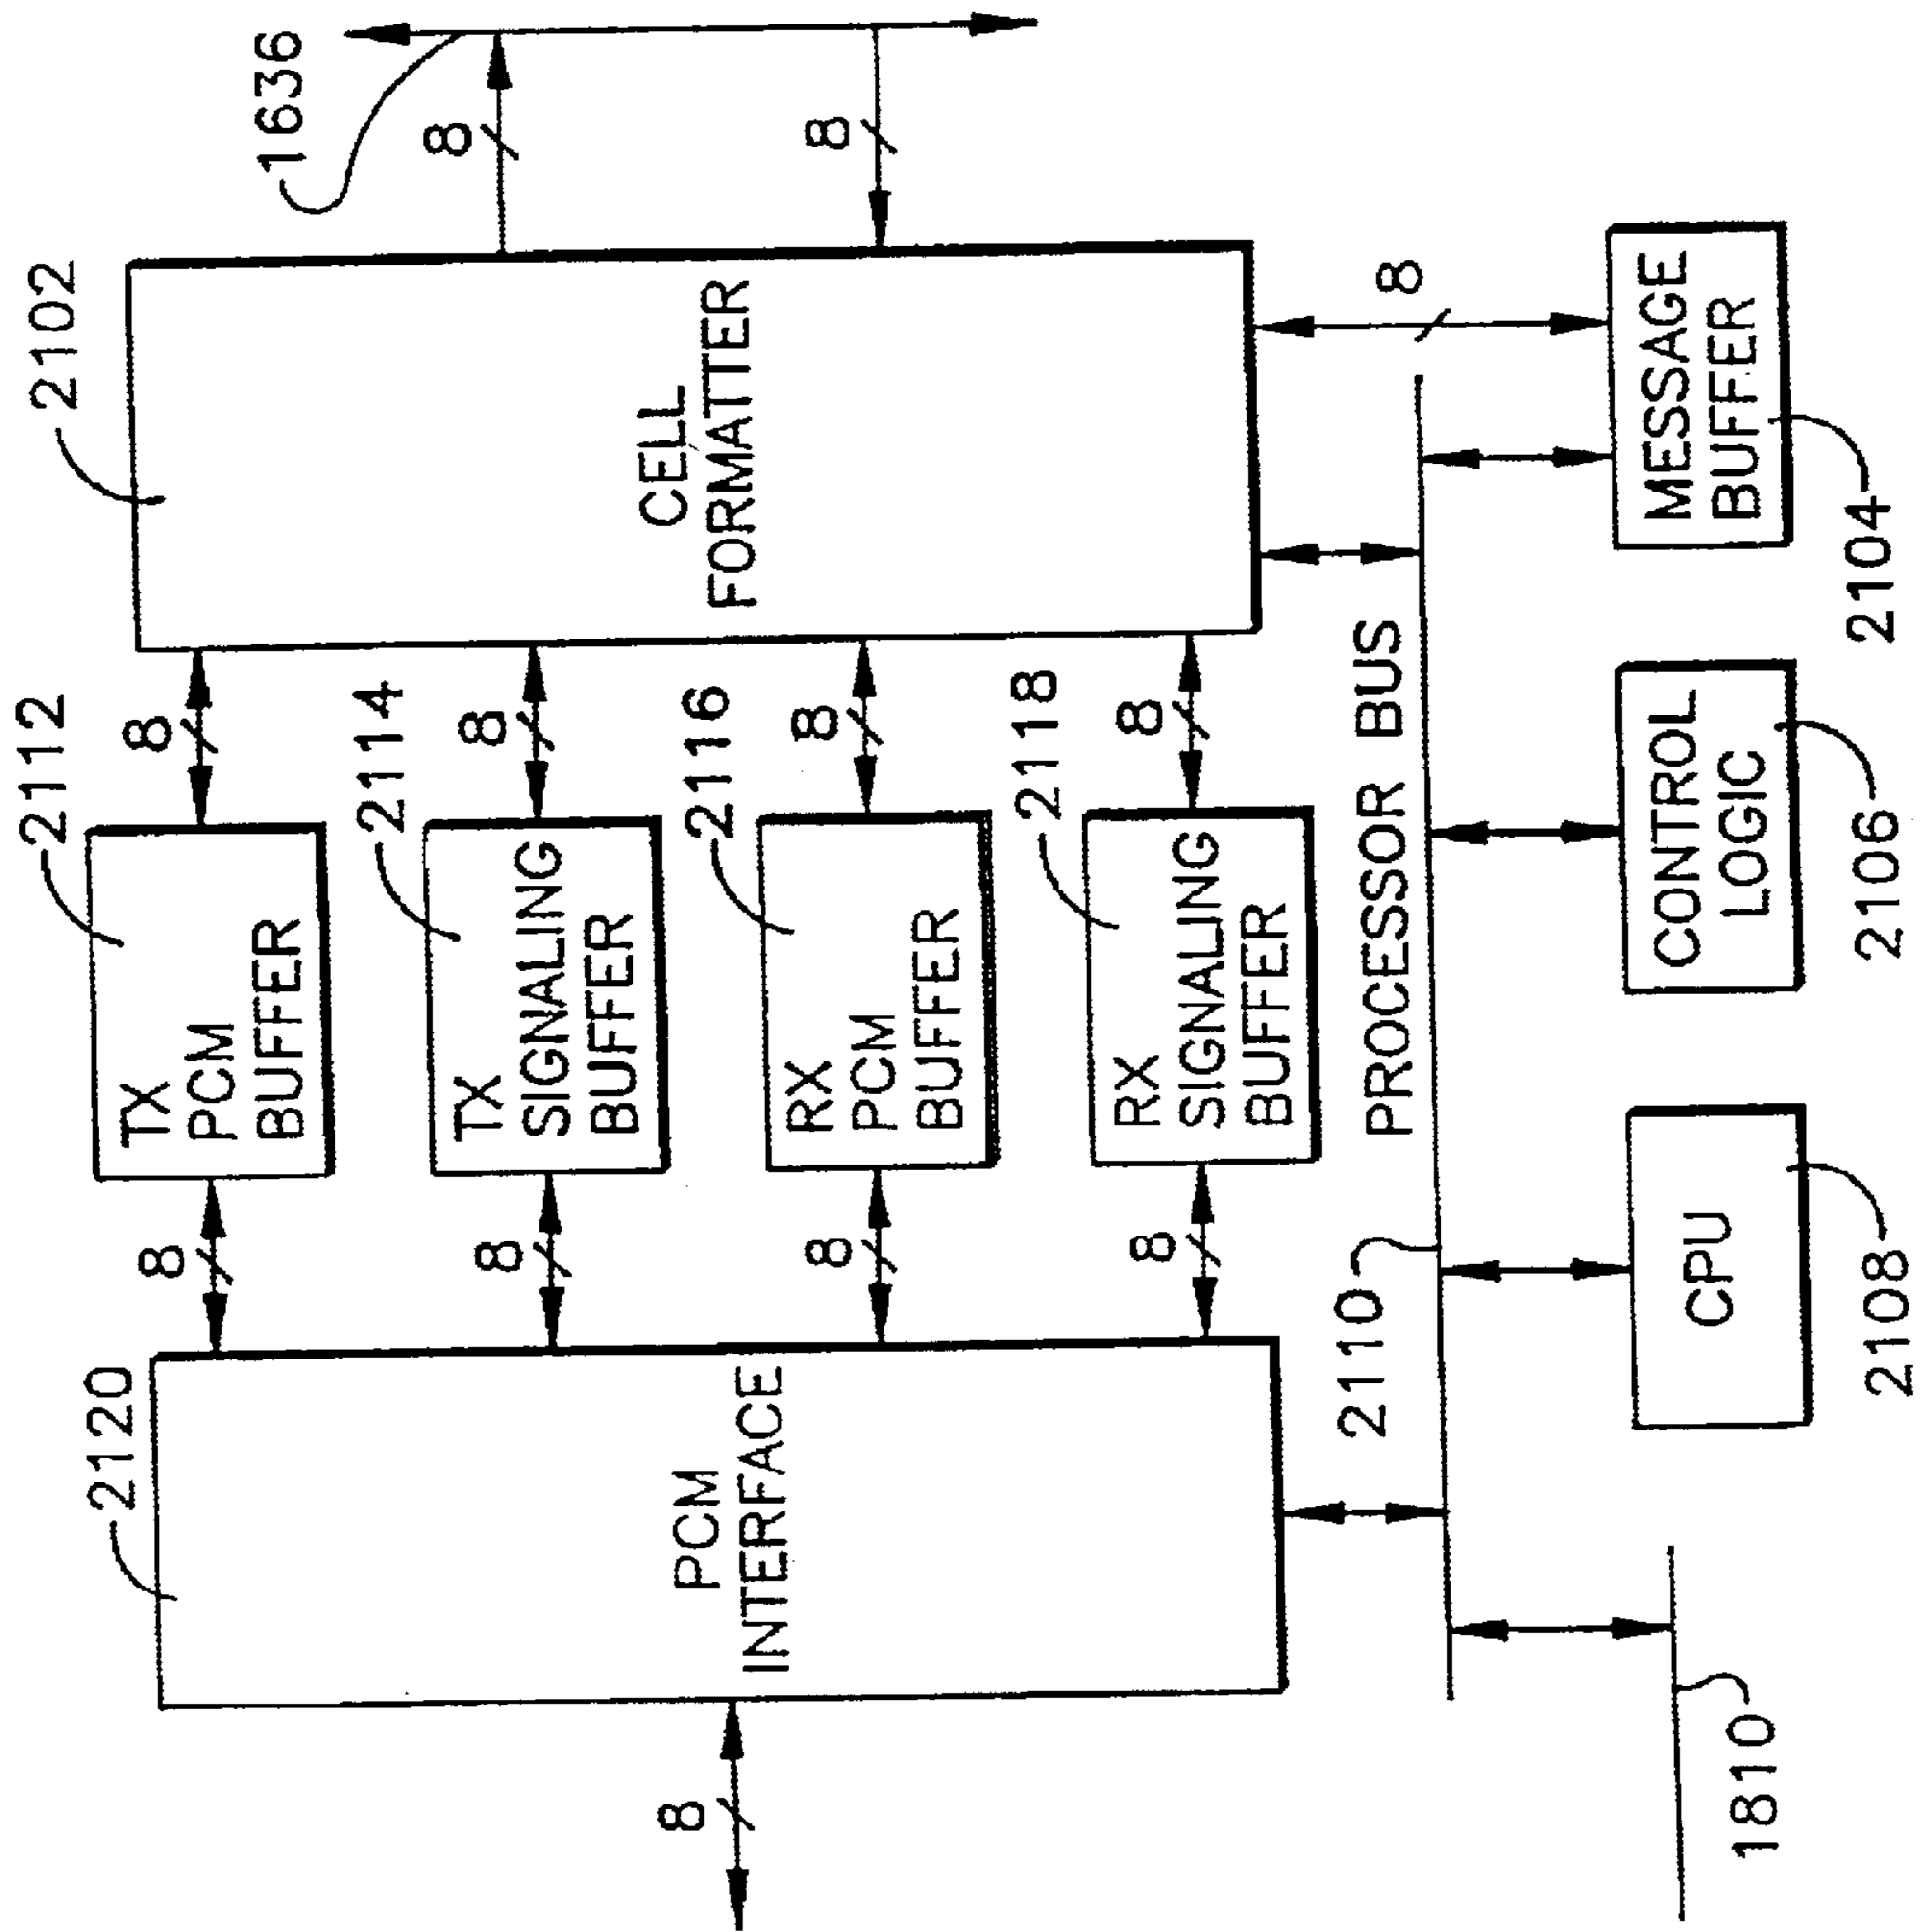 1636
2102
8
8
CELL
FORMATTER
8
MESSAGE
BUFFER
2104
2112
8
2114
8
2116
8
2118
8
TX
PCM
BUFFER
TX
SIGNALING
BUFFER
RX
PCM
BUFFER
RX
SIGNALING
BUFFER
PROCESSOR BUS
CONTROL
LOGIC
2106
8
8
8
8
2110
CPU
2108
2120
PCM
INTERFACE
8
1810